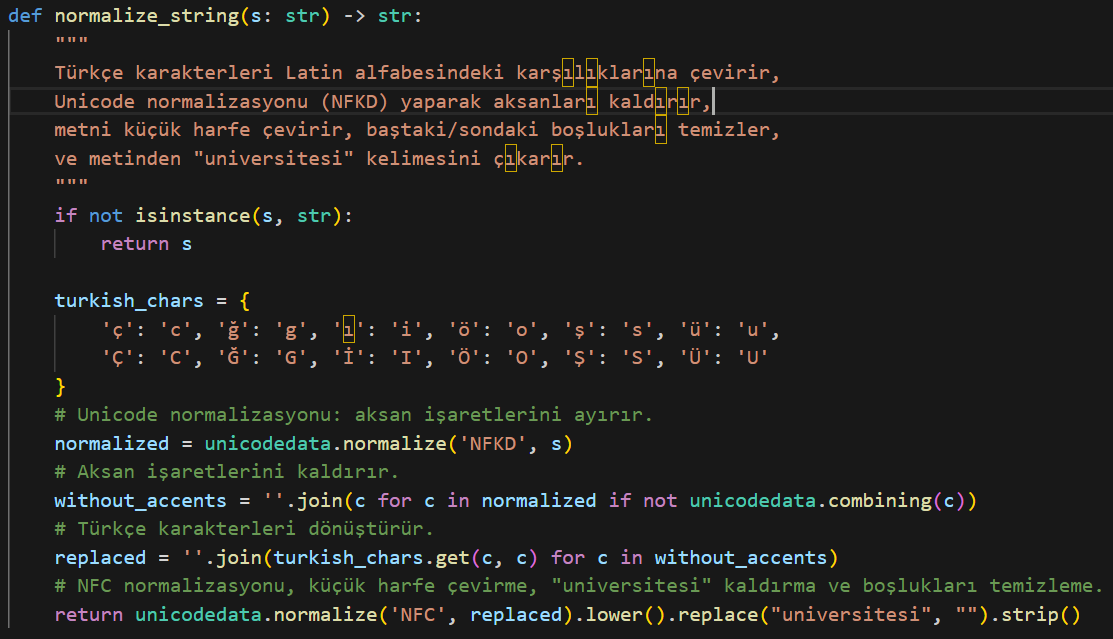 def normalize_string(s: str) -> str:
    """
    Türkçe karakterleri Latin alfabesindeki karşılıklarına çevirir,
    Unicode normalizasyonu (NFKD) yaparak aksanları kaldırır,
    metni küçük harfe çevirir, baştaki/sondaki boşlukları temizler,
    ve metinden "universitesi" kelimesini çıkarır.
    """
    if not isinstance(s, str):
        return s
    turkish_chars = {
        'ç': 'c', 'ğ': 'g', 'ı': 'i', 'ö': 'o', 'ş': 's', 'ü': 'u',
        'Ç': 'C', 'Ğ': 'G', 'İ': 'I', 'Ö': 'O', 'Ş': 'S', 'Ü': 'U'
    }
    # Unicode normalizasyonu: aksan işaretlerini ayırır.
    normalized = unicodedata.normalize('NFKD', s)
    # Aksan işaretlerini kaldırır.
    without_accents = ''.join(c for c in normalized if not unicodedata.combining(c))
    # Türkçe karakterleri dönüştürür.
    replaced = ''.join(turkish_chars.get(c, c) for c in without_accents)
    # NFC normalizasyonu, küçük harfe çevirme, "universitesi" kaldırma ve boşlukları temizleme.
    return unicodedata.normalize('NFC', replaced).lower().replace("universitesi", "").strip()